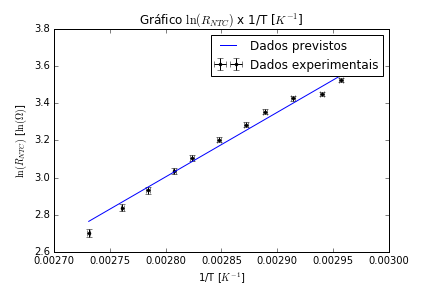 Gráfico ln(R_NTC) x 1/T [K^-1]
Dados previstos
Dados experimentais
ln(R_NTC) [ln(Ω)]
3.8
3.6
3.4
3.2
3.0
2.8
2.6
0.00270 0.00275 0.00280 0.00285 0.00290 0.00295 0.00300
1/T [K^-1]